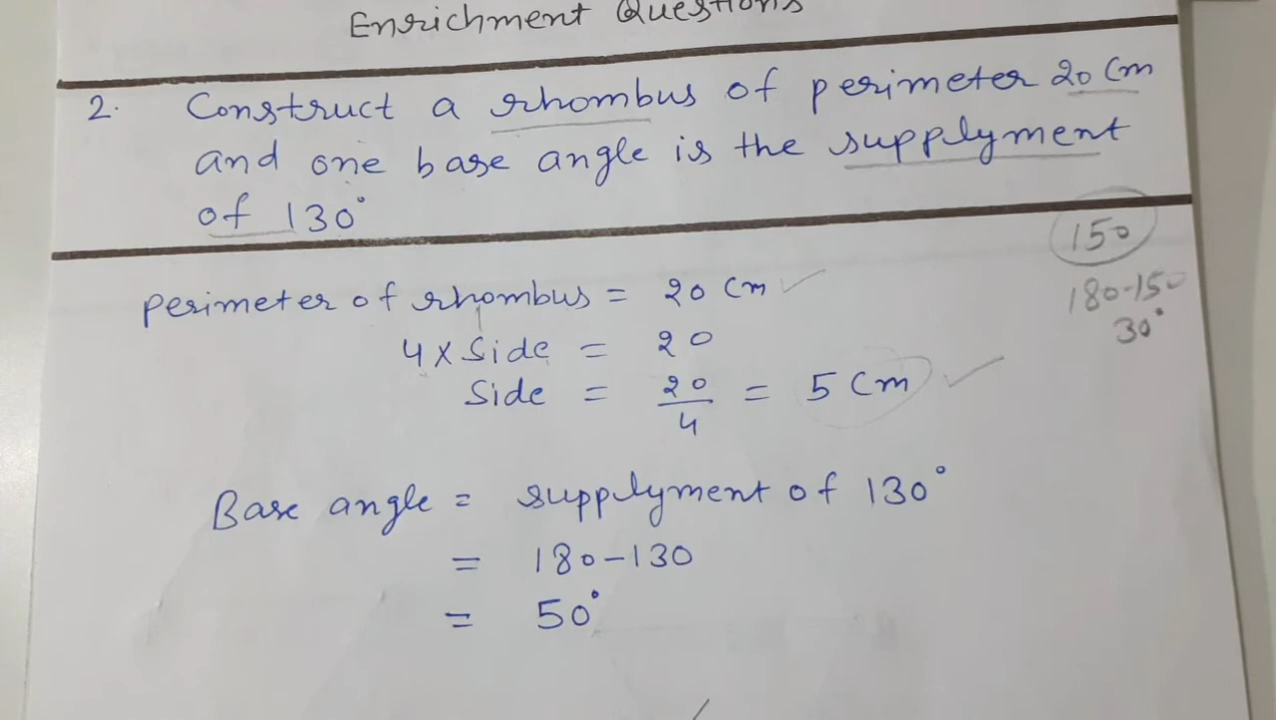 Enrichment Questions
2. Construct a rhombus of perimeter 20 cm
and one base angle is the supplyment
of 130°
150
180-150
30°
perimeter of rhombus = 20 cm
4 x Side = 20
Side = 20/4 = 5 cm
Base angle = supplyment of 130°
= 180-130
= 50°